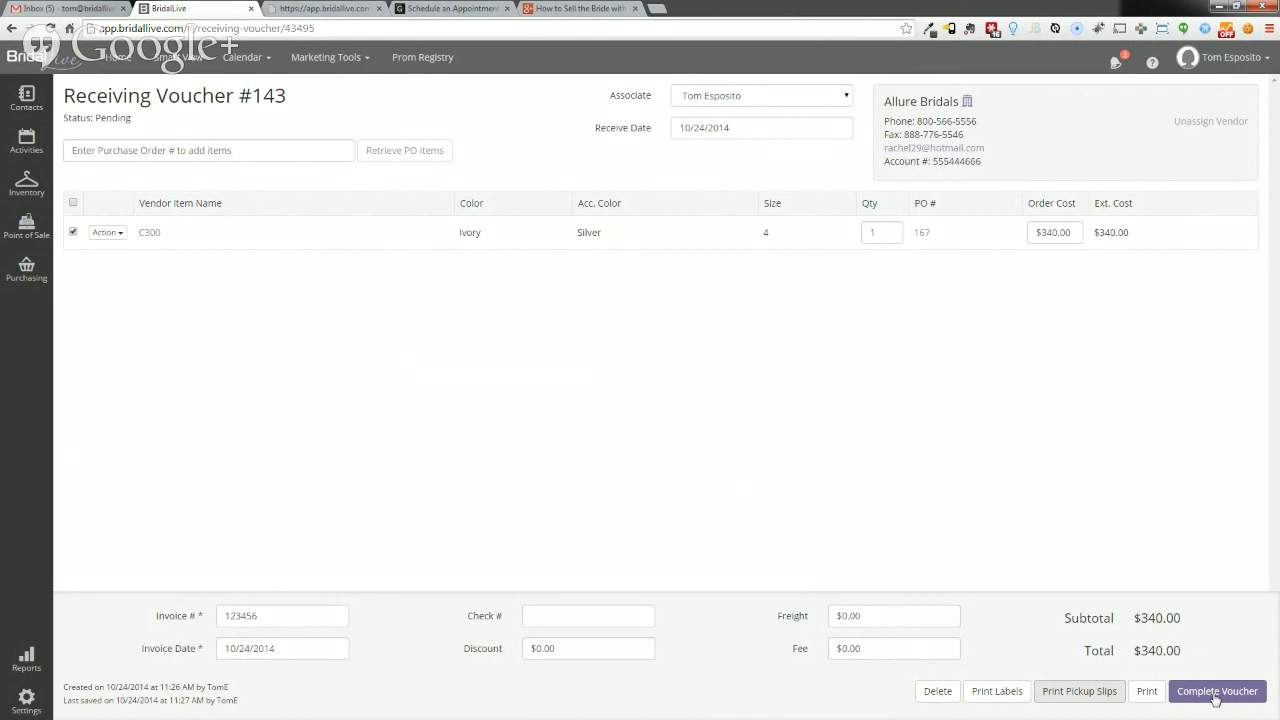 Inbox (0) - tom@bridalliv
BridalLive
https://app.bridallive.com
Schedule an Appointment
How to Sell the Bride with
app.bridallive.com/
/receiving-voucher/43495
Google+
Bridal Live
Home
Calendar
Marketing Tools
Prom Registry
2
Tom Esposito
Contacts
Activities
Inventory
Point of Sale
Purchasing
Reports
Settings
Receiving Voucher #143
Status: Pending
Enter Purchase Order # to add items
Retrieve PO Items
Associate
Tom Esposito
Receive Date
10/24/2014
Allure Bridals
Phone: 800-566-5556
Fax: 888-776-5546
rachel29@hotmail.com
Account #: 555444666
Unassign Vendor
Vendor Item Name Color Acc. Color Size Qty PO # Order Cost Ext. Cost
Action C300 Ivory Silver 4 1 167 $340.00 $340.00
Invoice # * 123456
Invoice Date * 10/24/2014
Check #
Discount $0.00
Freight $0.00
Fee $0.00
Subtotal $340.00
Total $340.00
Created on 10/24/2014 at 11:26 AM by TomE
Last saved on 10/24/2014 at 11:27 AM by TomE
Delete
Print Labels
Print Pickup Slips
Print
Complete Voucher